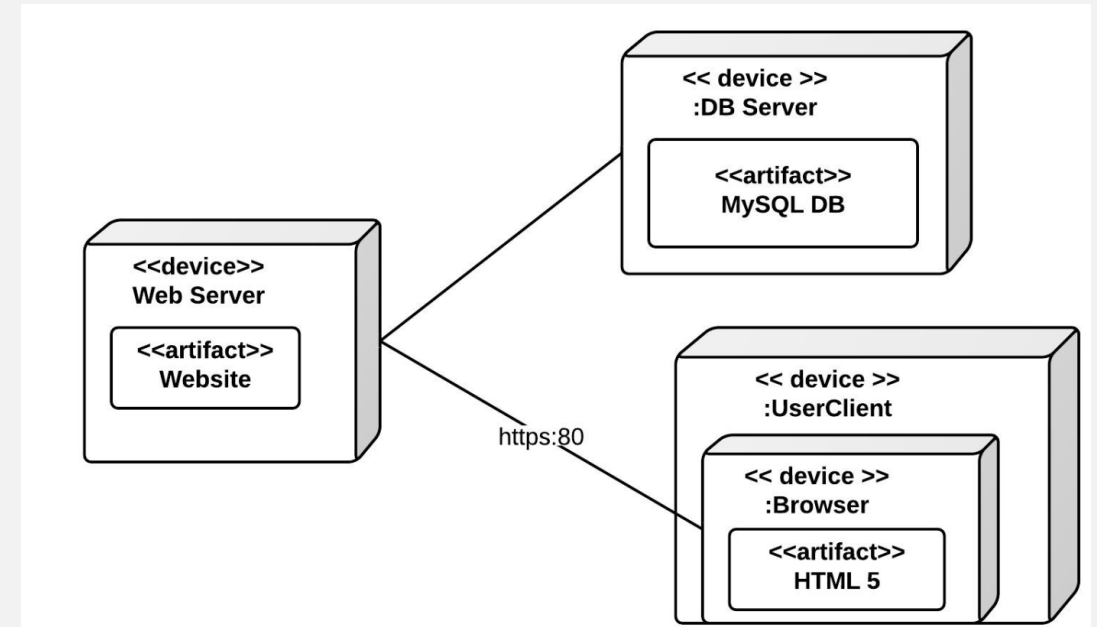 << device >>
:DB Server
<<artifact>>
MySQL DB
<<device>>
Web Server
<<artifact>>
Website
https:80
<< device >>
:UserClient
<< device >>
:Browser
<<artifact>>
HTML 5